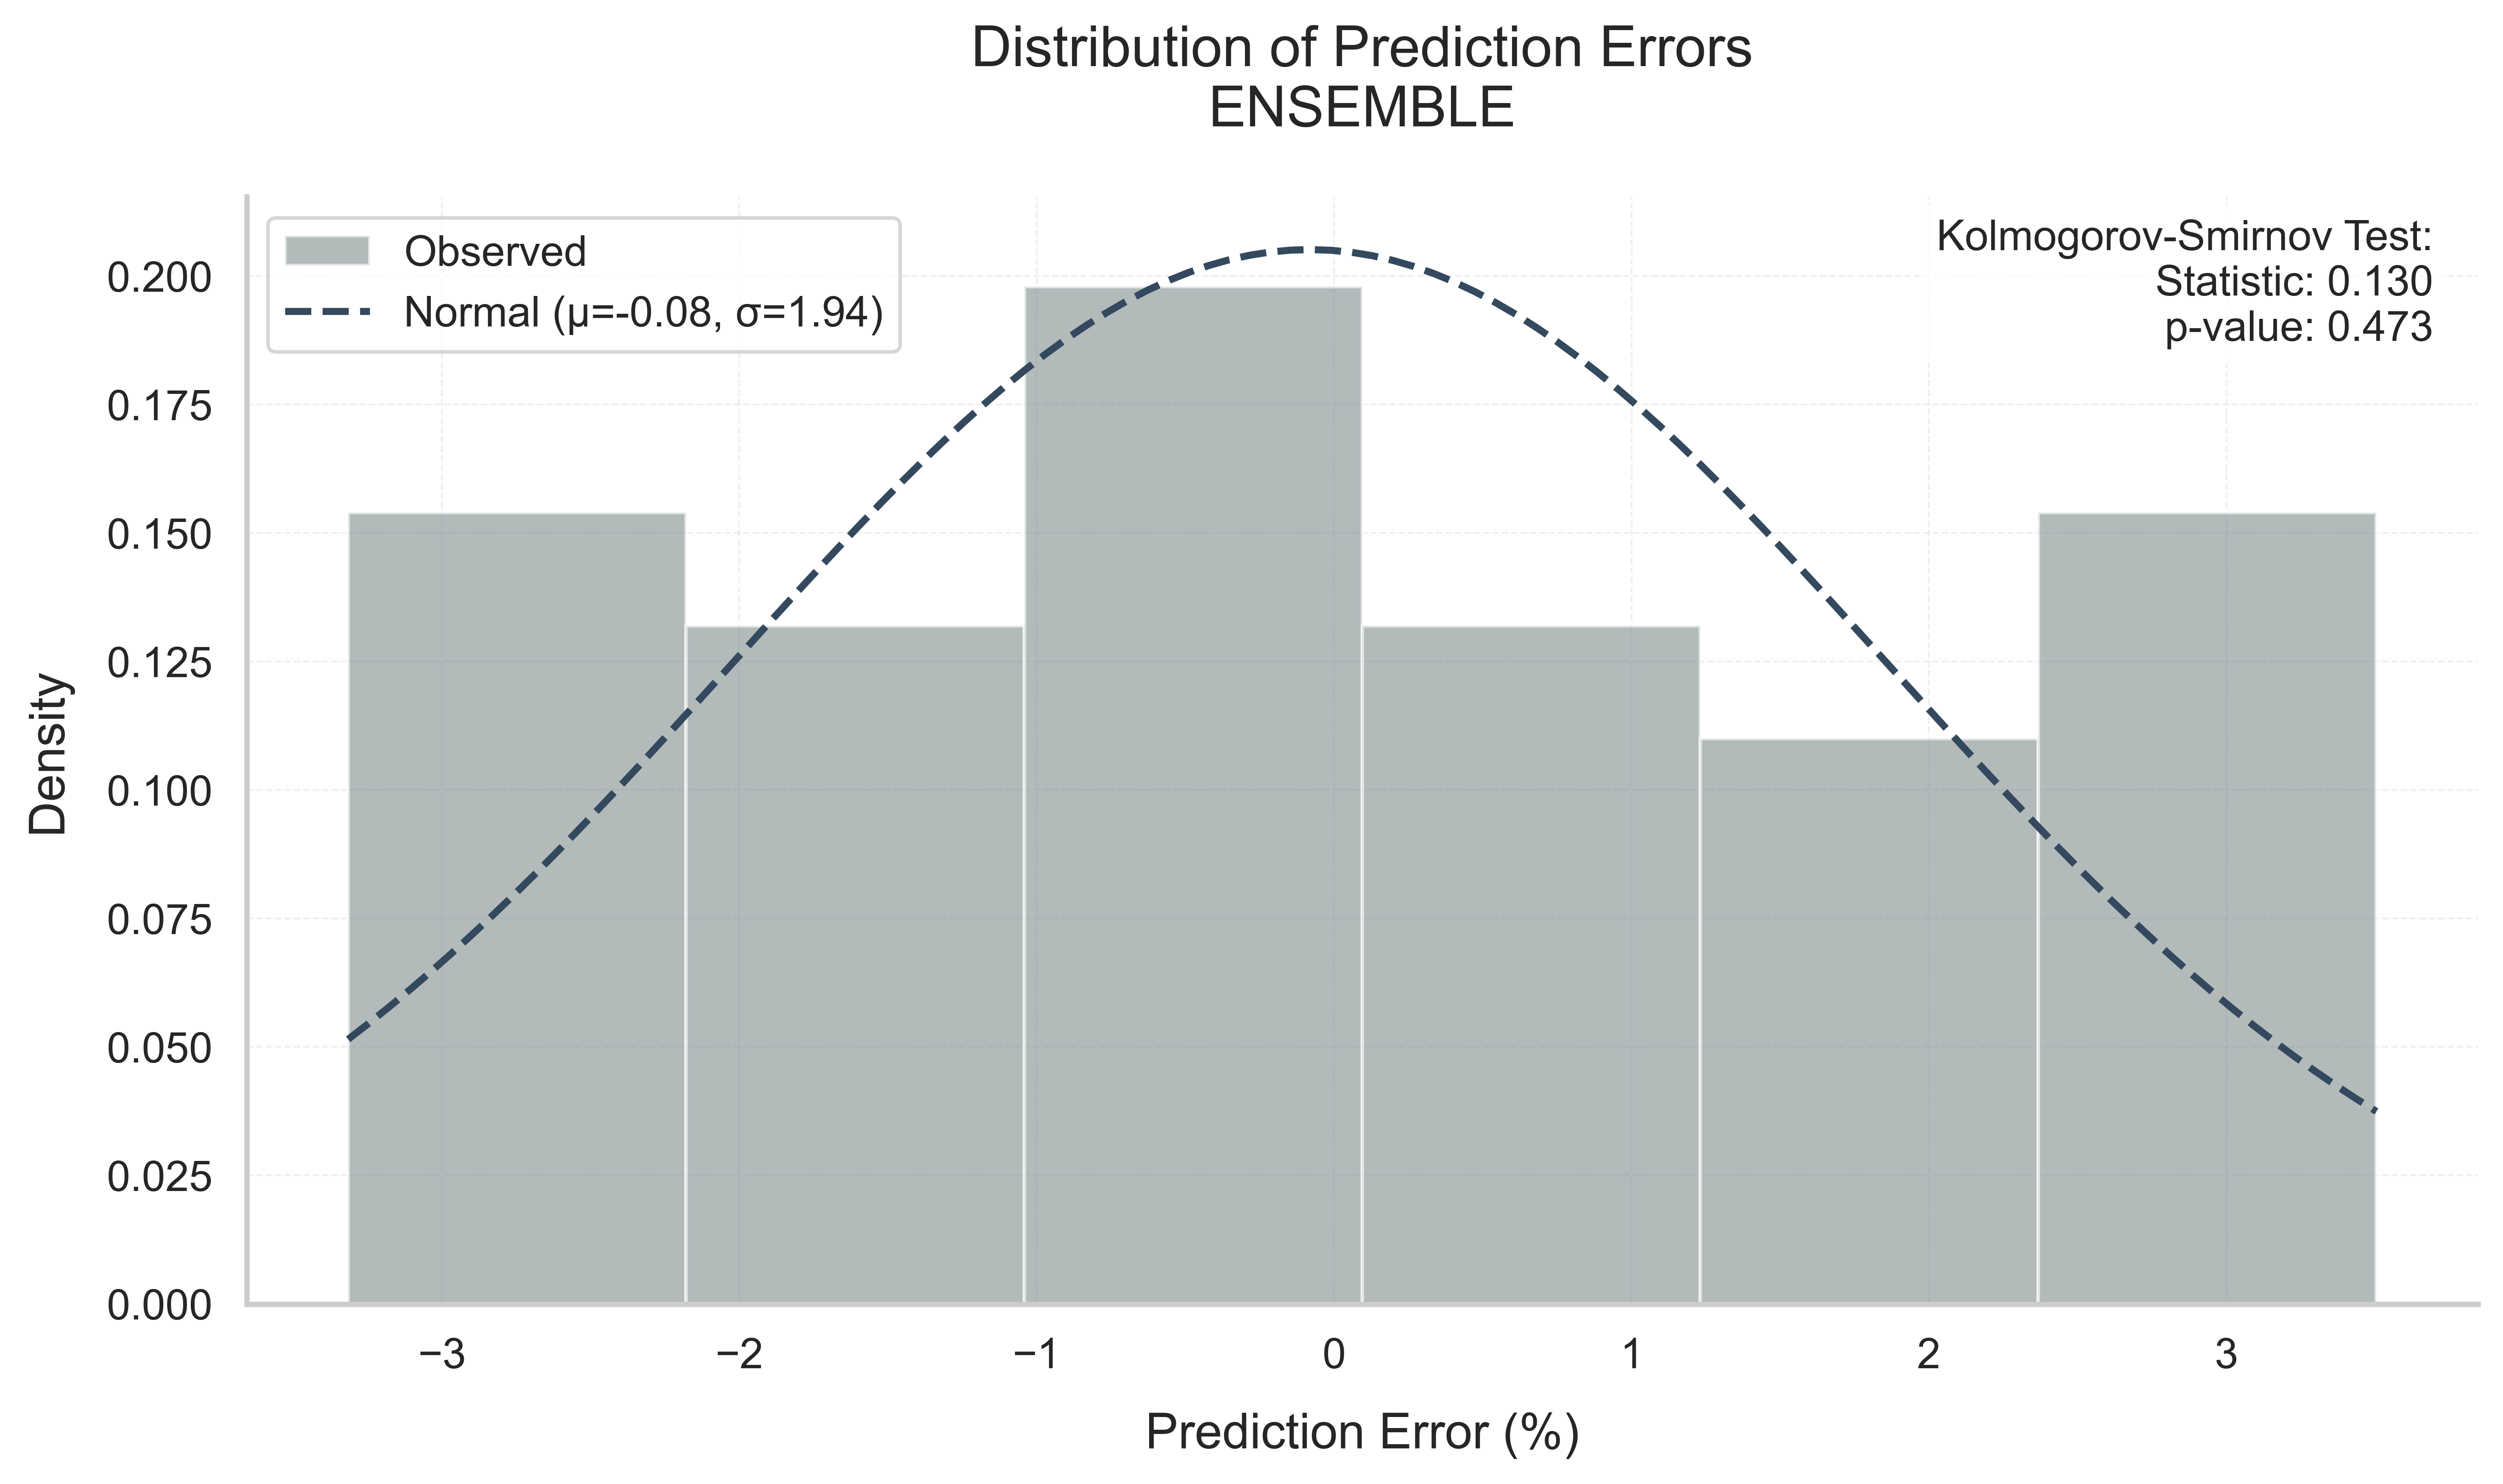 Distribution of Prediction Errors
ENSEMBLE
Observed
Normal (μ=-0.08, σ=1.94)
Kolmogorov-Smirnov Test:
Statistic: 0.130
p-value: 0.473
0.200
0.175
0.150
0.125
0.100
0.075
0.050
0.025
0.000
Density
−3 −2 −1 0 1 2 3
Prediction Error (%)